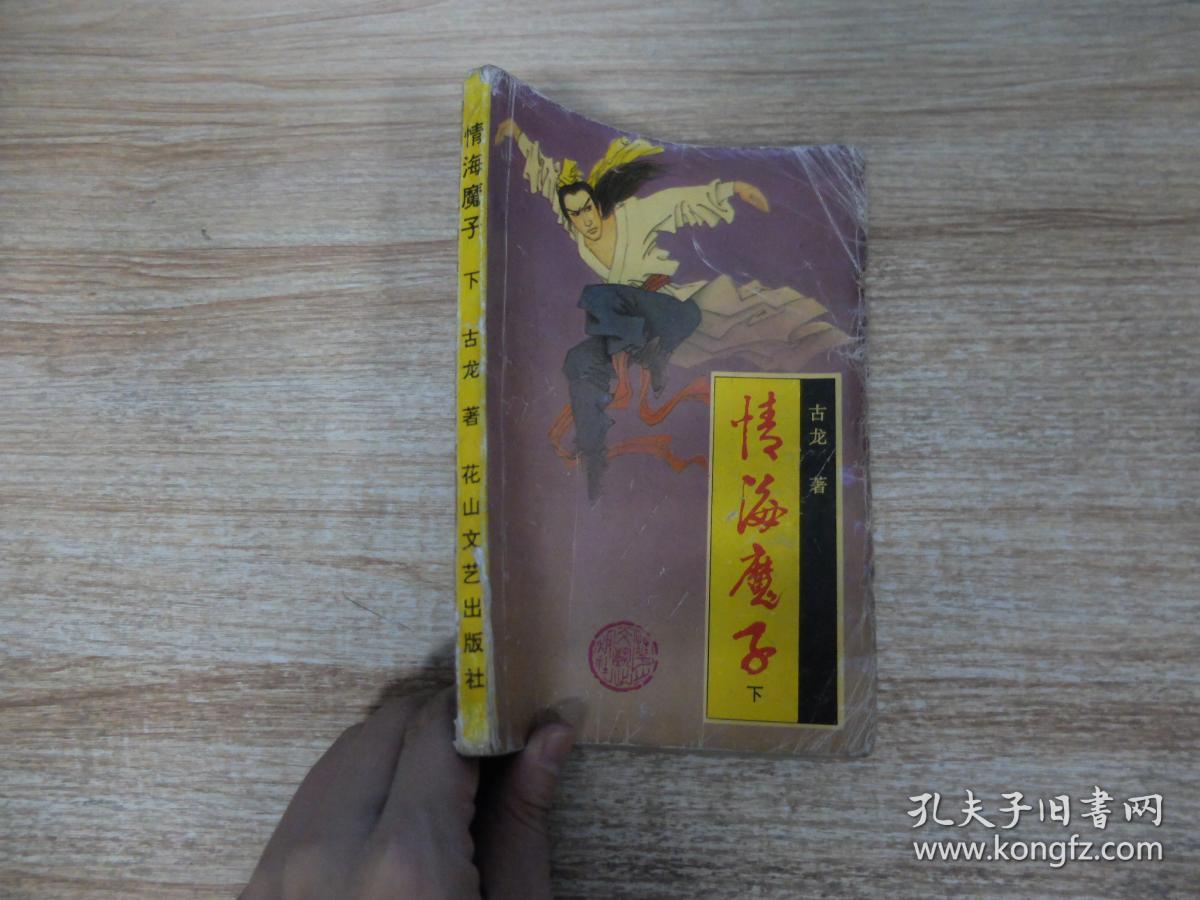 情海魔子 下 古龙 著 花山文艺出版社
古龙 著
情海魔子
下
孔夫子旧书网
www.kongfz.com